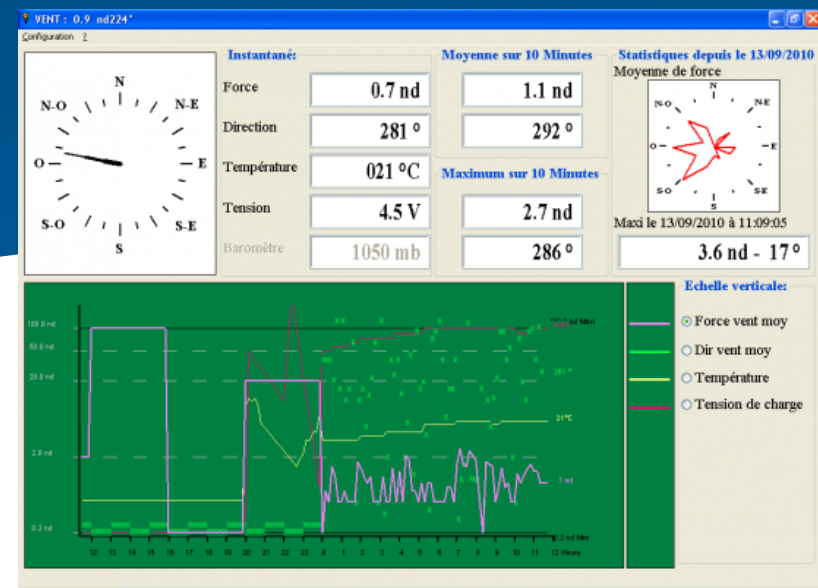 VENT : 0.9 nd224°
Configuration ?
Instantané:
Force 0.7 nd
Direction 281 °
Température 021 °C
Tension 4.5 V
Baromètre 1050 mb
Moyenne sur 10 Minutes
1.1 nd
292 °
Maximum sur 10 Minutes
2.7 nd
286 °
Statistiques depuis le 13/09/2010
Moyenne de force
Maxi le 13/09/2010 à 11:09:05
3.6 nd - 17 °
N
N-O N-E
O E
S-O S-E
S
N
N-O N-E
O E
S-O S-E
S
100.0 nd
50.0 nd
20.0 nd
2.0 nd
0.2 nd
nd Maxi
281 °
21°C
1 nd
0.2 nd Mini
12 13 14 15 16 17 18 19 20 21 22 23 0 1 2 3 4 5 6 7 8 9 10 11 12 Heure
Echelle verticale:
Force vent moy
Dir vent moy
Température
Tension de charge